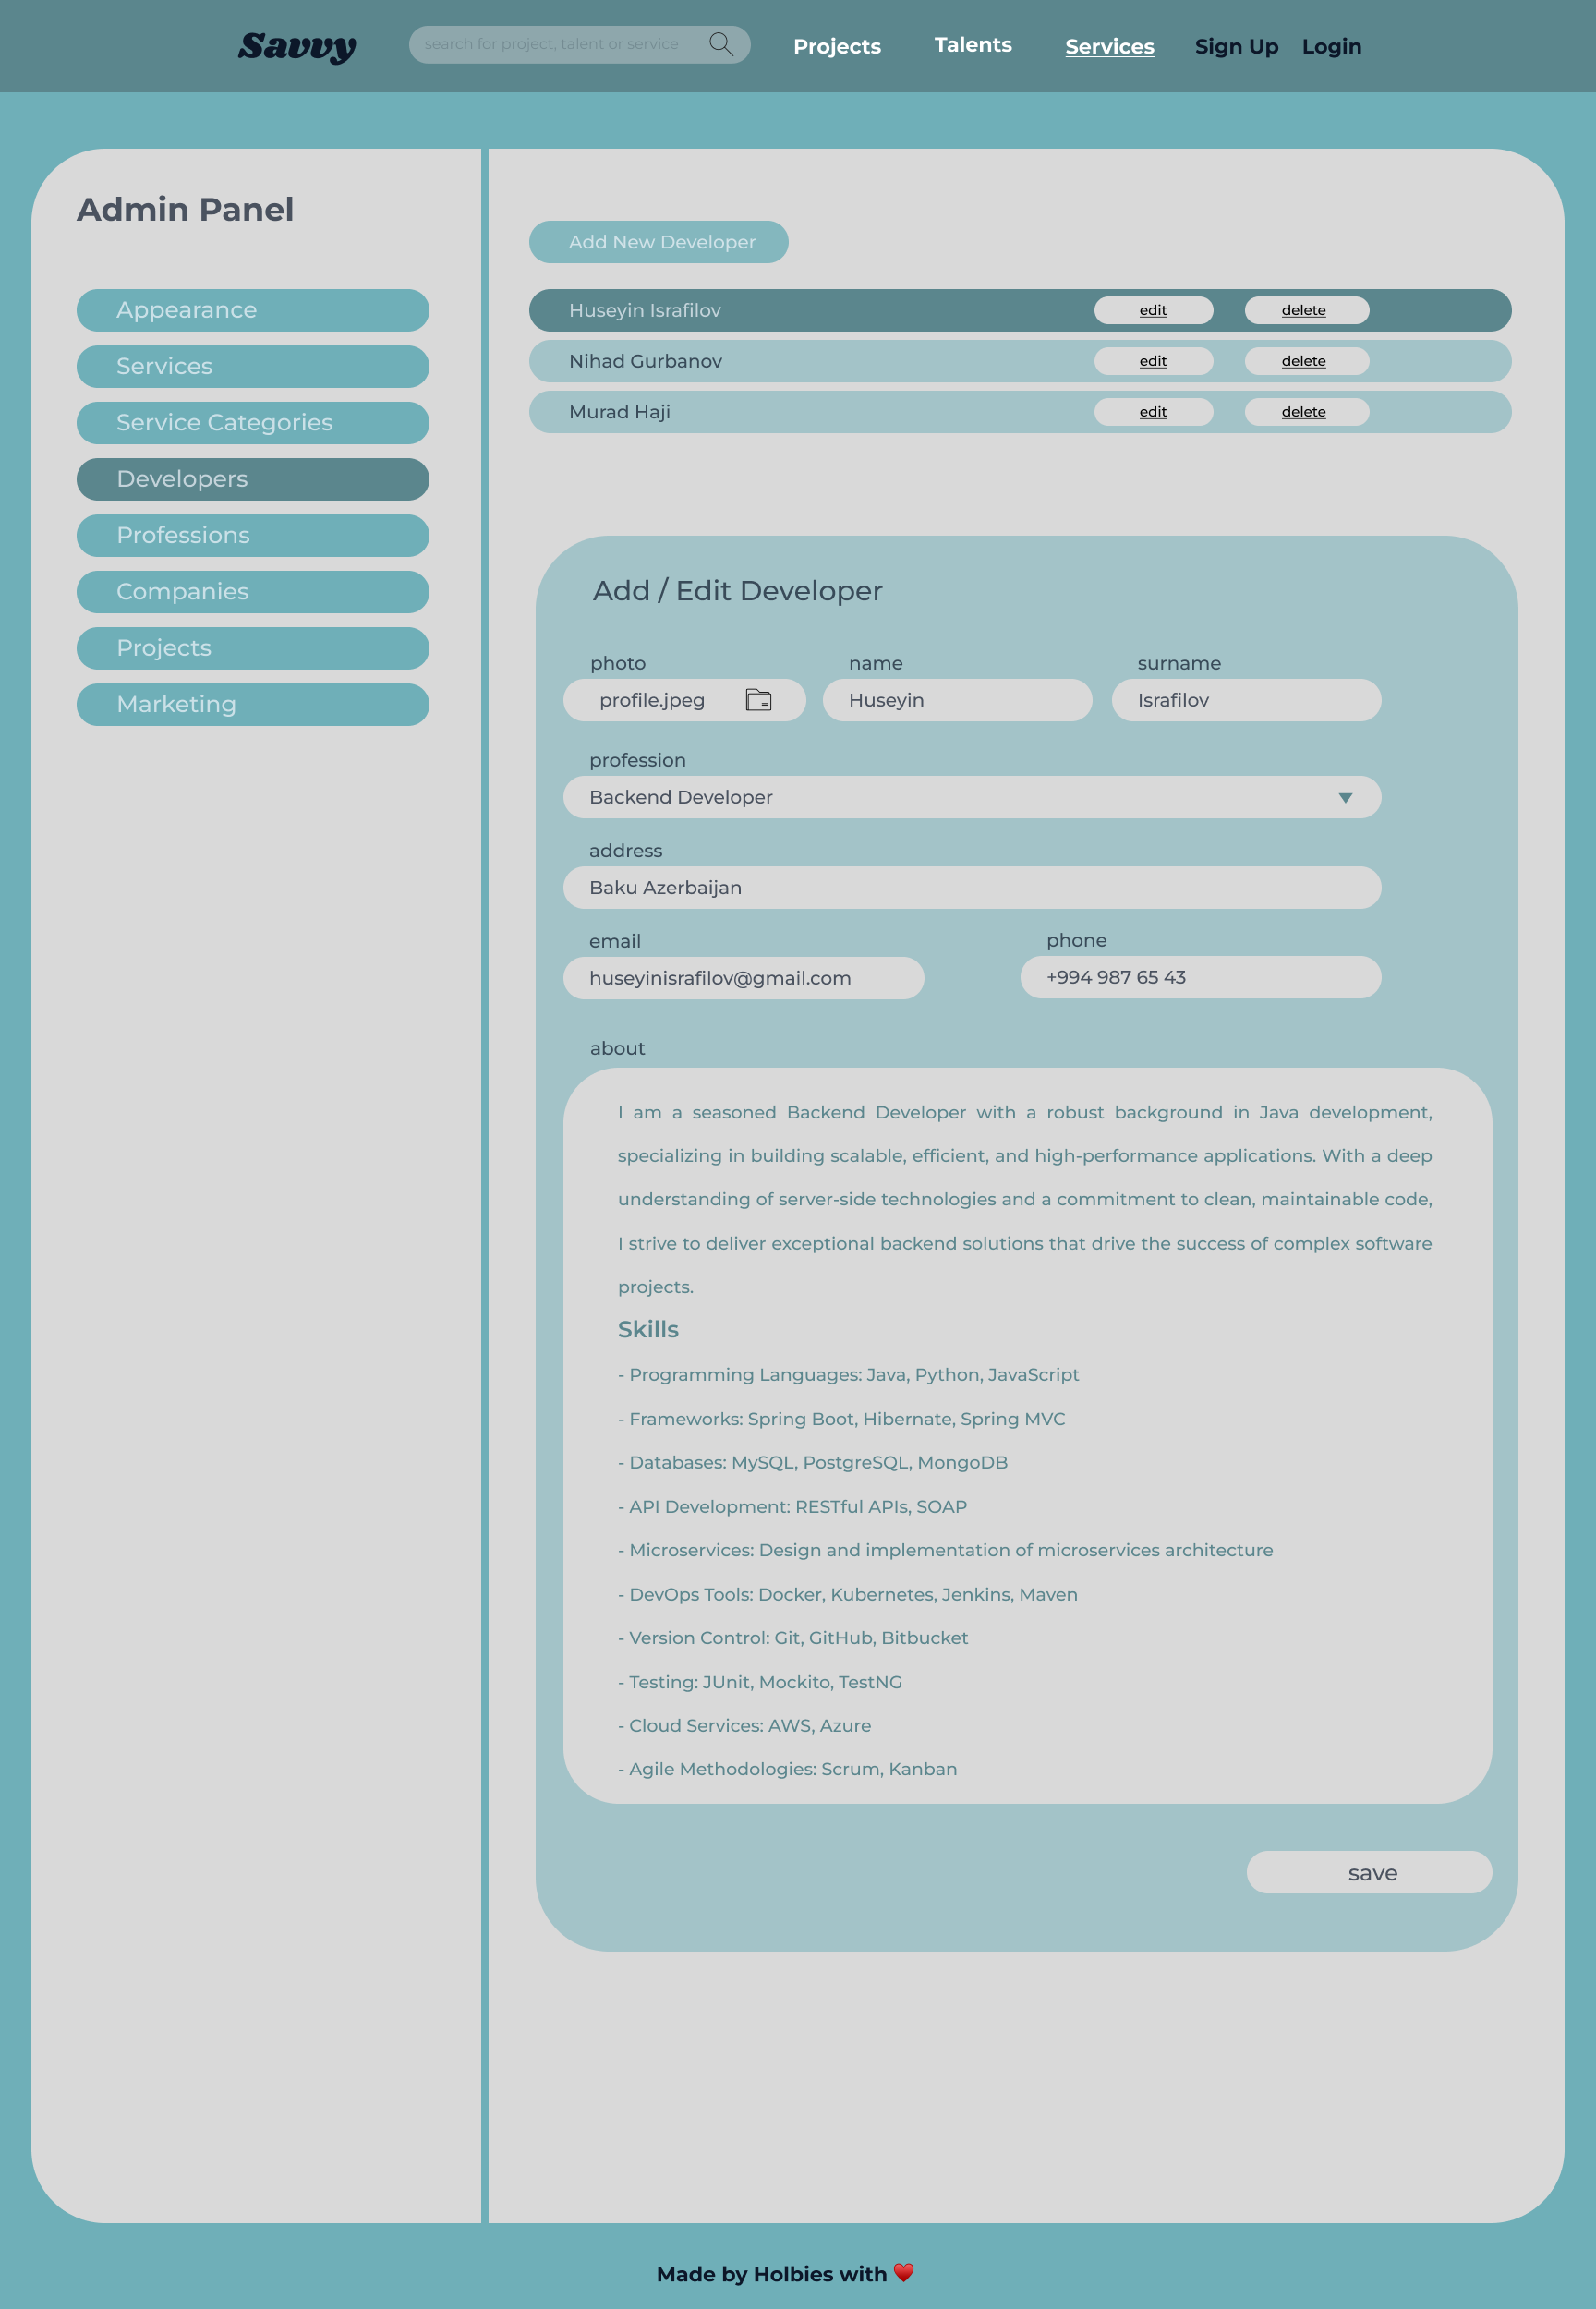 Savvy
search for project, talent or service
Projects
Talents
Services
Sign Up
Login
Admin Panel
Appearance
Services
Service Categories
Developers
Professions
Companies
Projects
Marketing
Add New Developer
Huseyin Israfilov edit delete
Nihad Gurbanov edit delete
Murad Haji edit delete
Add / Edit Developer
photo name surname
profile.jpeg Huseyin Israfilov
profession
Backend Developer
address
Baku Azerbaijan
email phone
huseyinisrafilov@gmail.com +994 987 65 43
about
I am a seasoned Backend Developer with a robust background in Java development,
specializing in building scalable, efficient, and high-performance applications. With a deep
understanding of server-side technologies and a commitment to clean, maintainable code,
I strive to deliver exceptional backend solutions that drive the success of complex software
projects.
Skills
- Programming Languages: Java, Python, JavaScript
- Frameworks: Spring Boot, Hibernate, Spring MVC
- Databases: MySQL, PostgreSQL, MongoDB
- API Development: RESTful APIs, SOAP
- Microservices: Design and implementation of microservices architecture
- DevOps Tools: Docker, Kubernetes, Jenkins, Maven
- Version Control: Git, GitHub, Bitbucket
- Testing: JUnit, Mockito, TestNG
- Cloud Services: AWS, Azure
- Agile Methodologies: Scrum, Kanban
save
Made by Holbies with ♥